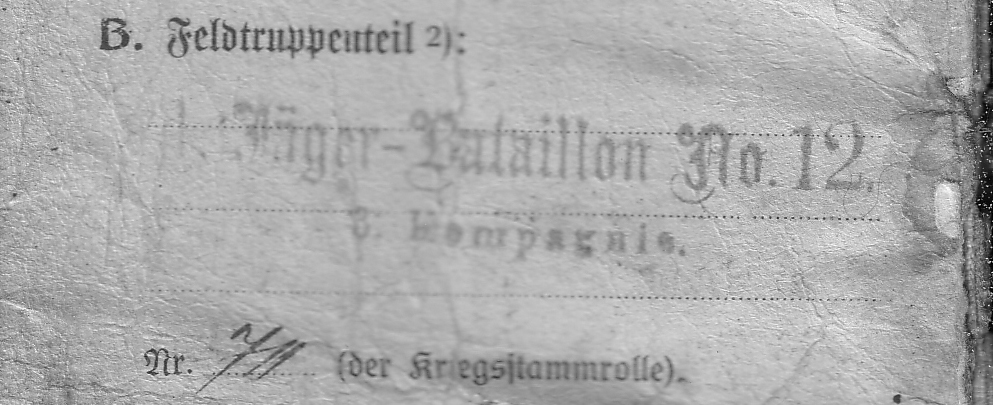 B. Feldtruppenteil 2):
Jäger-Bataillon No. 12.
Kompagnie.
Nr. (der Kriegsstammrolle).